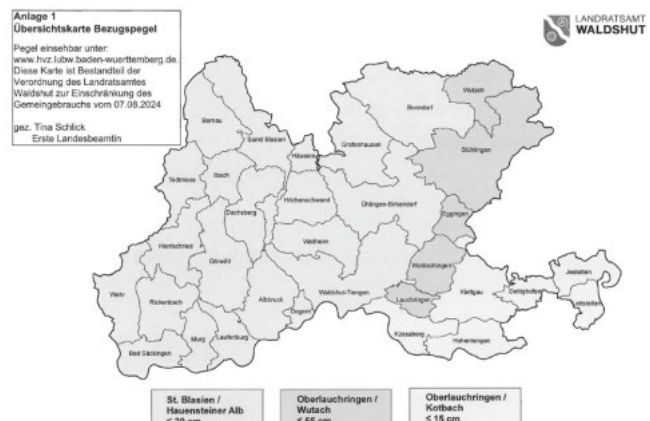 Anlage 1
Übersichtskarte Bezugspegel
Pegel einsehbar unter:
www.hvz.lubw.baden-wuerttemberg.de.
Diese Karte ist Bestandteil der
Verordnung des Landratsamtes
Waldshut zur Einschränkung des
Gemeingebrauchs vom 07.08.2024
gez. Tina Schlick
Erste Landesbeamtin
LANDRATSAMT
WALDSHUT
Wutach
Bonndorf
Bernau
Stühlingen
Grafenhausen
Sankt Blasien
Häusern
Ibach
Todtmoos
Höchenschwand
Ühlingen-Birkendorf
Dachsberg
Eggingen
Weilheim
Herrischried
Görwihl
Wutöschingen
Jestetten
Wehr
Rickenbach
Albbruck
Waldshut-Tiengen
Lauchringen
Klettgau
Dettighofen
Lottstetten
Dogern
Murg
Laufenburg
Küssaberg
Hohentengen
Bad Säckingen
St. Blasien /
Hauensteiner Alb
Oberlauchringen /
Wutach
≤ 55 cm
Oberlauchringen /
Kotbach
≤ 15 cm